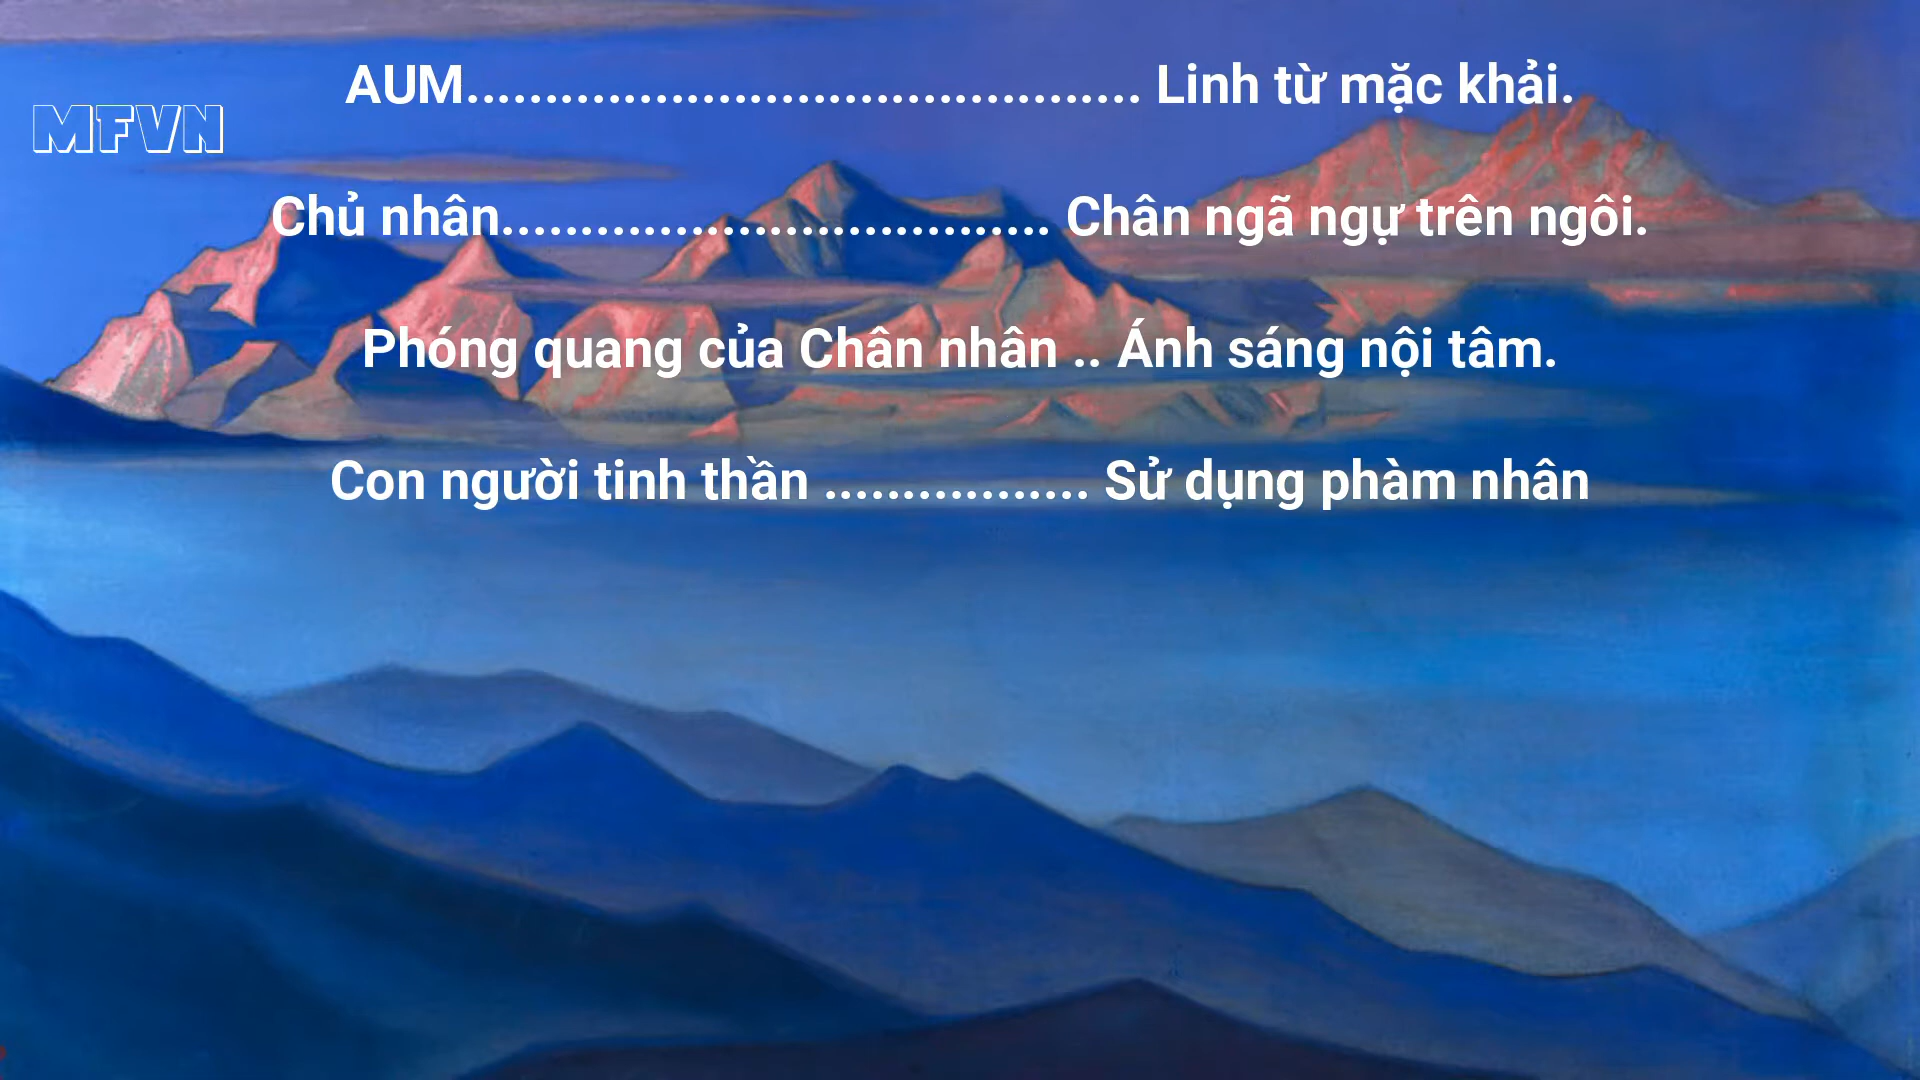 AUM.......................................... Linh từ mặc khải.
MFVN
Chủ nhân.................................. Chân ngã ngự trên ngôi.
Phóng quang của Chân nhân .. Ánh sáng nội tâm.
Con người tinh thần ................. Sử dụng phàm nhân